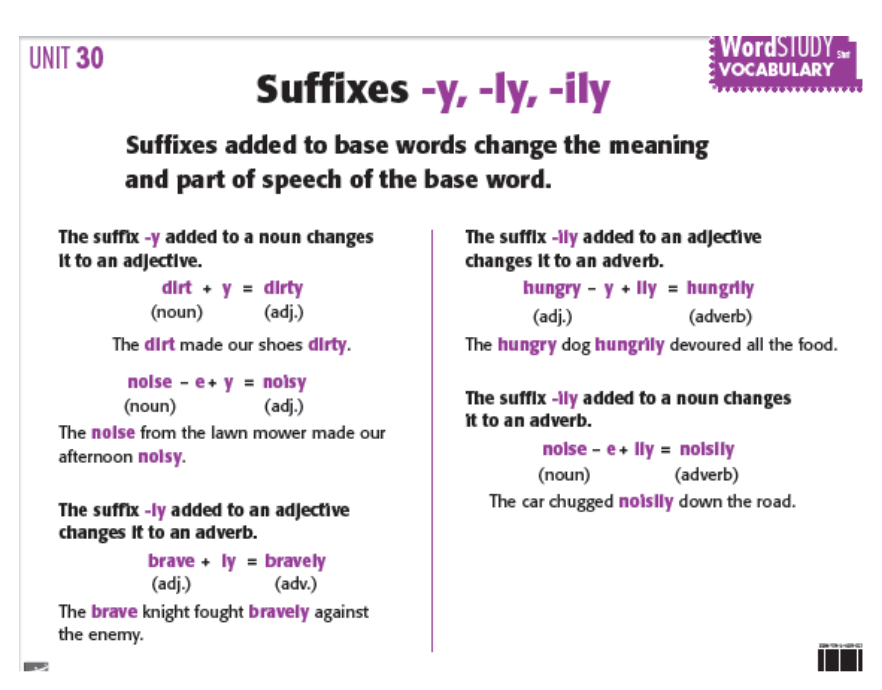 UNIT 30
WordSTUDY
VOCABULARY
Suffixes -y, -ly, -ily
Suffixes added to base words change the meaning
and part of speech of the base word.
The suffix -y added to a noun changes
it to an adjective.
dirt + y = dirty
(noun) (adj.)
The dirt made our shoes dirty.
noise – e + y = noisy
(noun) (adj.)
The noise from the lawn mower made our
afternoon noisy.
The suffix -ly added to an adjective
changes it to an adverb.
brave + ly = bravely
(adj.) (adv.)
The brave knight fought bravely against
the enemy.
The suffix -ily added to an adjective
changes it to an adverb.
hungry – y + ily = hungrily
(adj.) (adverb)
The hungry dog hungrily devoured all the food.
The suffix -ily added to a noun changes
it to an adverb.
noise – e + ily = noisily
(noun) (adverb)
The car chugged noisily down the road.